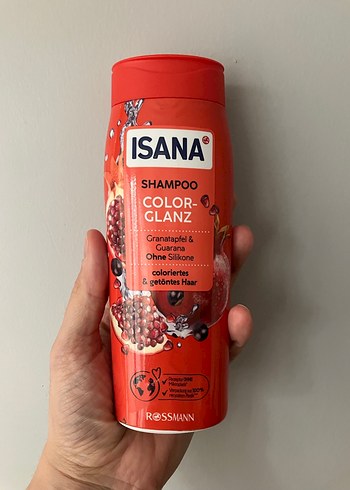 ISANA
SHAMPOO
COLOR-
GLANZ
Granatapfel &
Guarana
Ohne Silikone
coloriertes
& getöntes Haar
ROSSMANN